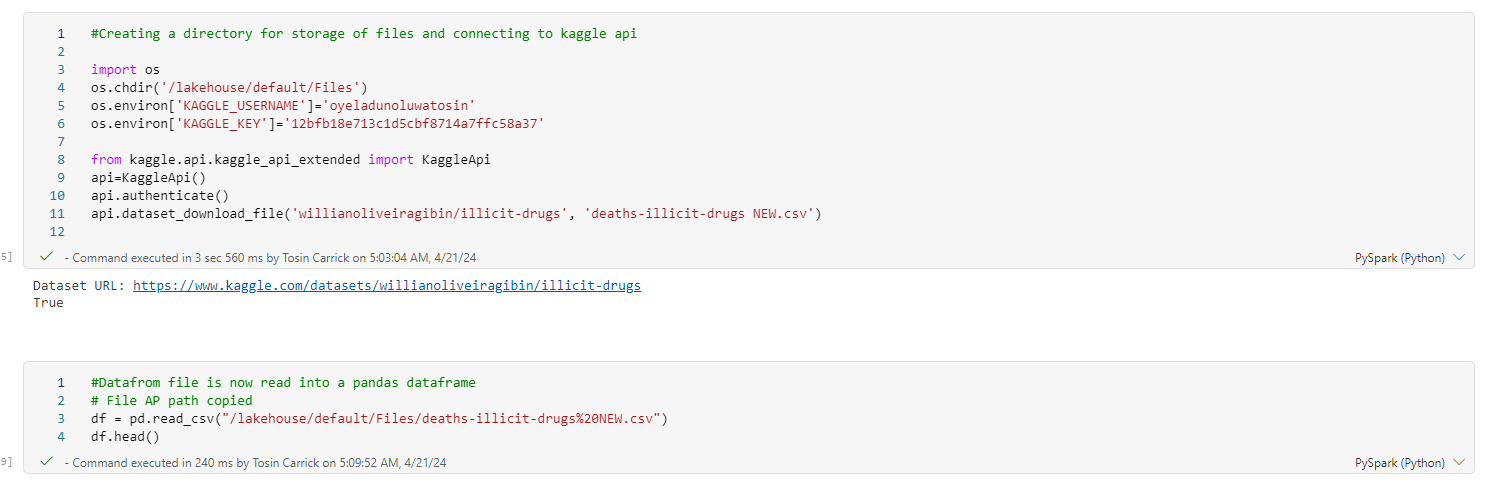 1 #Creating a directory for storage of files and connecting to kaggle api
2
3 import os
4 os.chdir('/lakehouse/default/Files')
5 os.environ['KAGGLE_USERNAME']='oyeladunoluwatosin'
6 os.environ['KAGGLE_KEY']='12bfb18e713c1d5cbf8714a7ffc58a37'
7
8 from kaggle.api.kaggle_api_extended import KaggleApi
9 api=KaggleApi()
10 api.authenticate()
11 api.dataset_download_file('willianoliveiragibin/illicit-drugs', 'deaths-illicit-drugs NEW.csv')
12
5] - Command executed in 3 sec 560 ms by Tosin Carrick on 5:03:04 AM, 4/21/24 PySpark (Python)
Dataset URL: https://www.kaggle.com/datasets/willianoliveiragibin/illicit-drugs
True
1 #Datafrom file is now read into a pandas dataframe
2 # File AP path copied
3 df = pd.read_csv("/lakehouse/default/Files/deaths-illicit-drugs%20NEW.csv")
4 df.head()
9] - Command executed in 240 ms by Tosin Carrick on 5:09:52 AM, 4/21/24 PySpark (Python)